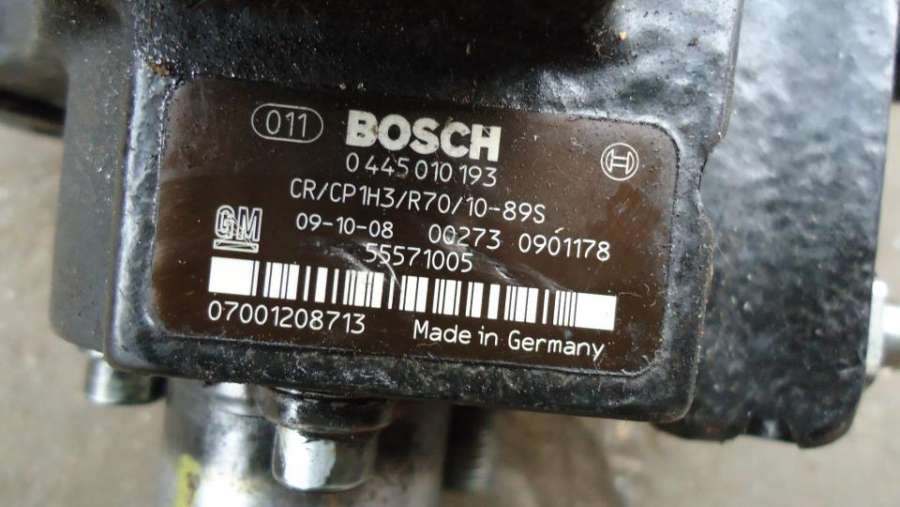 011 BOSCH
0 445 010 193
CR/CP1H3/R70/10-89S
GM 09-10-08 00273 0901178
55571005
07001208713 Made in Germany